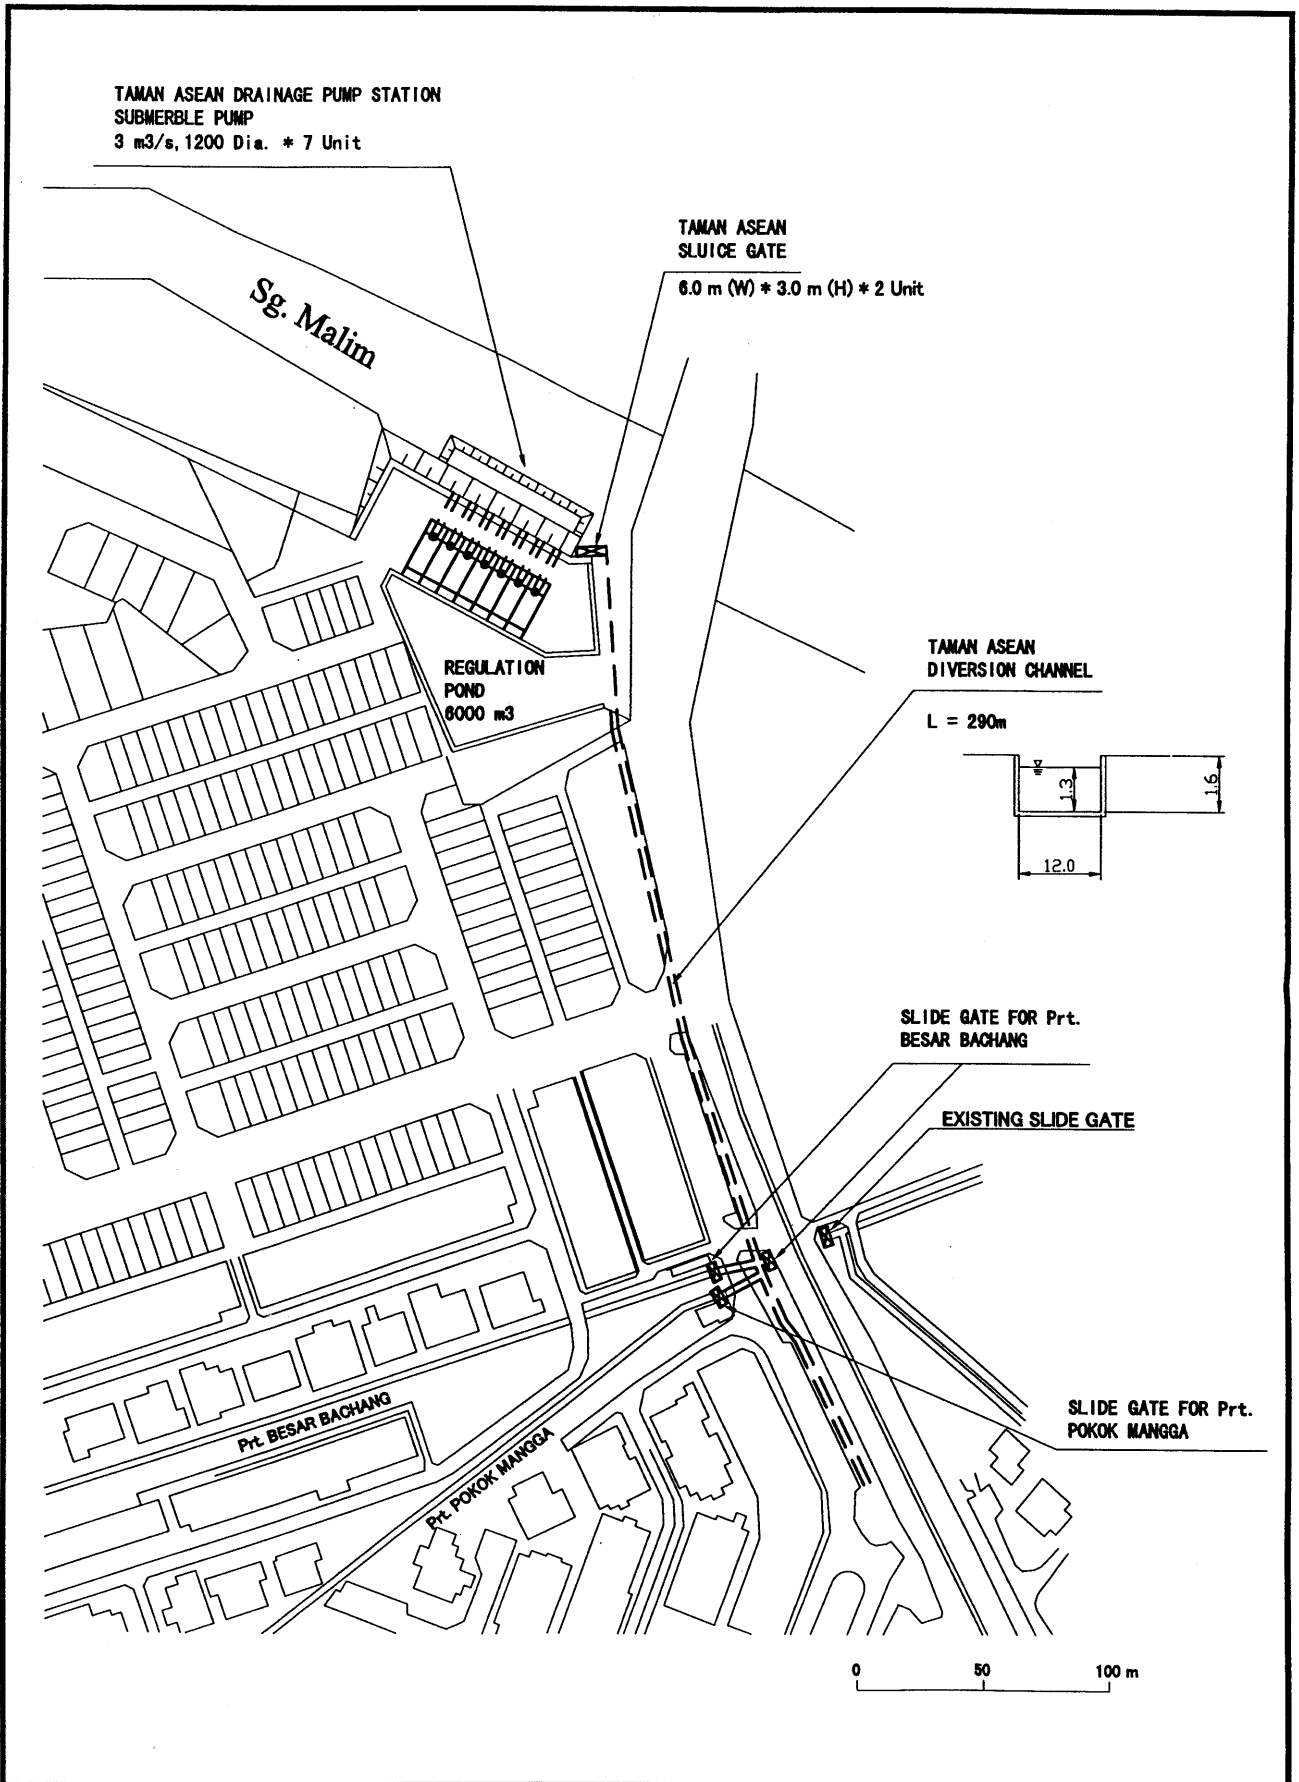 TAMAN ASEAN DRAINAGE PUMP STATION
SUBMERBLE PUMP
3 m3/s, 1200 Dia. * 7 Unit
TAMAN ASEAN
SLUICE GATE
6.0 m (W) * 3.0 m (H) * 2 Unit
Sg. Malim
REGULATION
POND
6000 m3
TAMAN ASEAN
DIVERSION CHANNEL
L = 290m
1.3
1.6
12.0
SLIDE GATE FOR Prt.
BESAR BACHANG
EXISTING SLIDE GATE
SLIDE GATE FOR Prt.
POKOK MANGGA
Prt. BESAR BACHANG
Prt. POKOK MANGGA
0 50 100 m